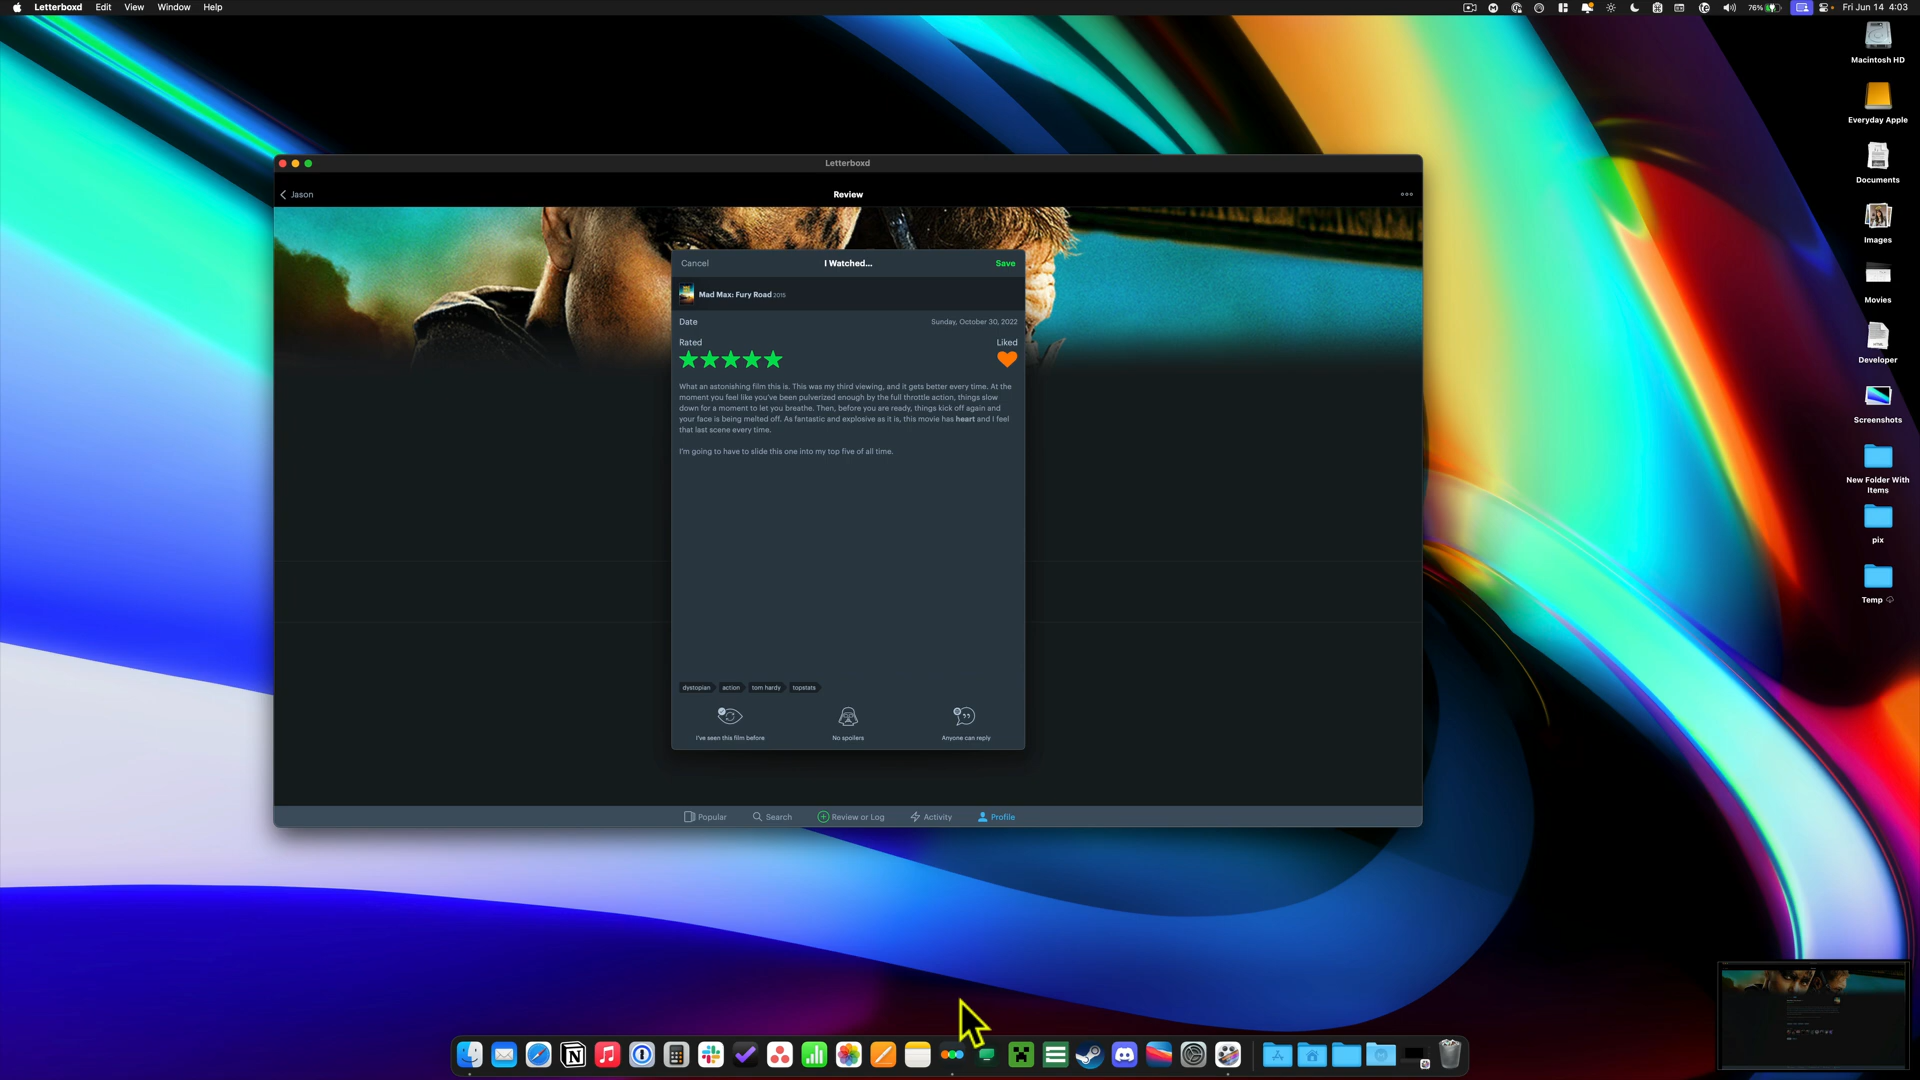 Letterboxd Edit View Window Help
76%
Fri Jun 14 4:03
Macintosh HD
Everyday Apple
Documents
Images
Movies
Developer
Screenshots
New Folder With
Items
pix
Temp
Letterboxd
Jason
Review
Cancel
I Watched...
Save
Mad Max: Fury Road 2015
Date
Sunday, October 30, 2022
Rated
Liked
What an astonishing film this is. This was my third viewing, and it gets better every time. At the
moment you feel like you've been pulverized enough by the full throttle action, things slow
down for a moment to let you breathe. Then, before you are ready, things kick off again and
your face is being melted off. As fantastic and explosive as it is, this movie has heart and I feel
that last scene every time.
I'm going to have to slide this one into my top five of all time.
dystopian action tom hardy topstats
I've seen this film before
No spoilers
Anyone can reply
Popular
Search
Review or Log
Activity
Profile